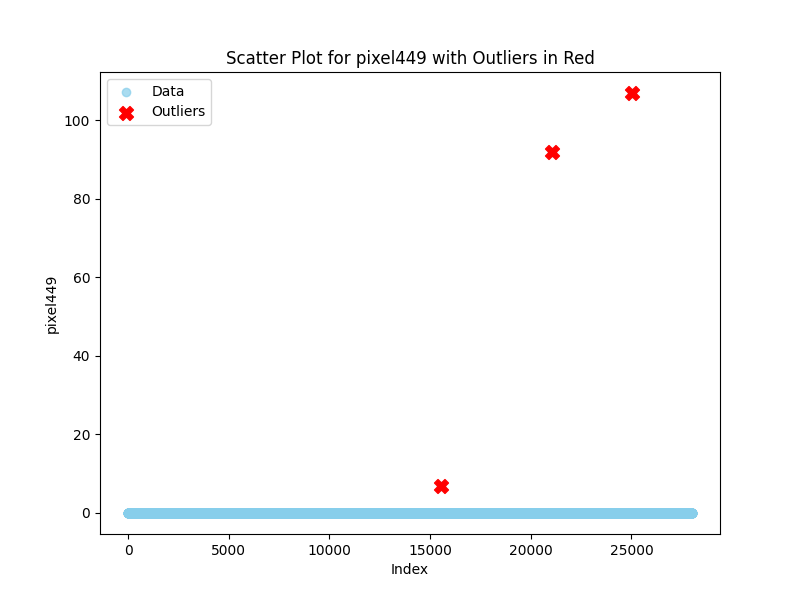 Scatter Plot for pixel449 with Outliers in Red
Data
Outliers
100
80
60
40
20
0
pixel449
0 5000 10000 15000 20000 25000
Index